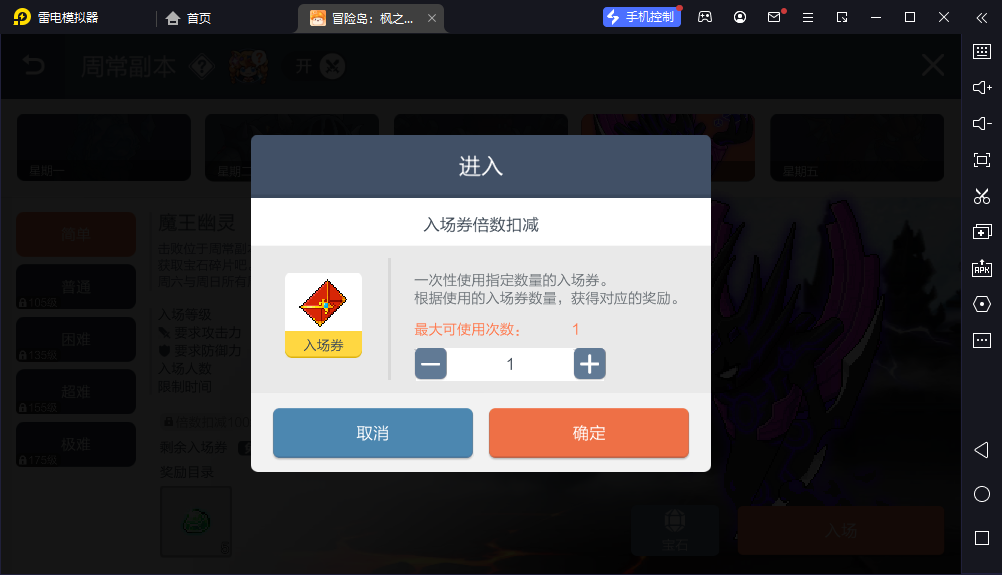 雷电模拟器
首页
冒险岛：枫之...
手机控制
周常副本
?
开
星期一
星期二
星期五
进入
入场券倍数扣减
一次性使用指定数量的入场券。
根据使用的入场券数量，获得对应的奖励。
最大可使用次数： 1
入场券
1
取消
确定
简单
普通
105级
困难
135级
超难
155级
极难
175级
魔王幽灵
入场等级
要求攻击力
要求防御力
入场人数
限制时间
剩余入场券
奖励目录
宝石
入场
APK